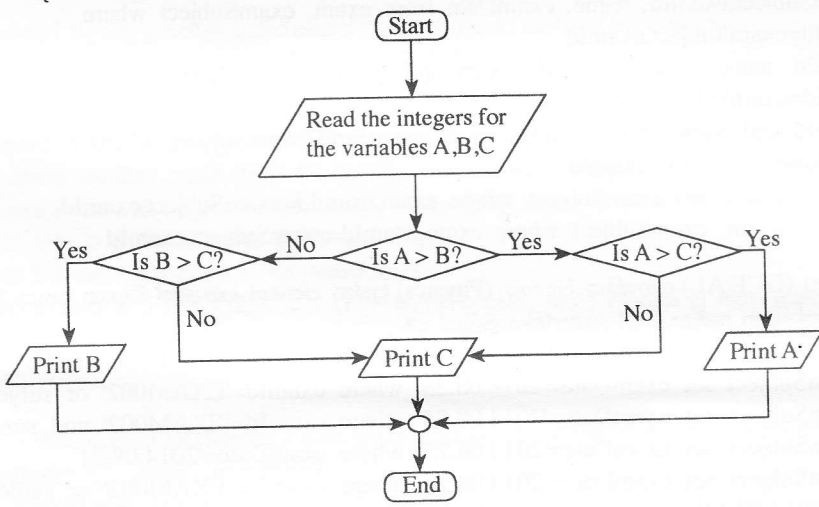 Start
Read the integers for
the variables A,B,C
Yes
Is B > C?
No
Is A > B?
Yes
Is A > C?
Yes
No
No
Print B
Print C
Print A
End